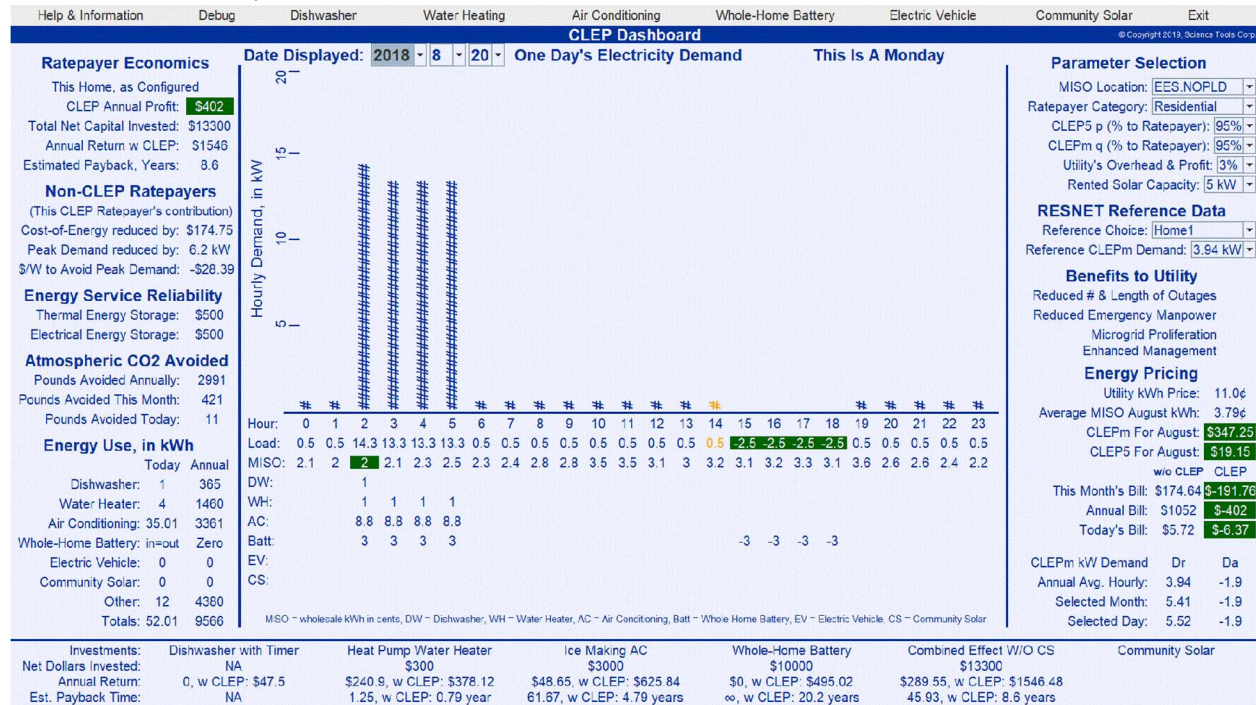 Help & Information Debug Dishwasher Water Heating Air Conditioning Whole-Home Battery Electric Vehicle Community Solar Exit
CLEP Dashboard
© Copyright 2019, Science Tools Corp.
Ratepayer Economics
This Home, as Configured
CLEP Annual Profit: $402
Total Net Capital Invested: $13300
Annual Return w CLEP: $1546
Estimated Payback, Years: 8.6
Non-CLEP Ratepayers
(This CLEP Ratepayer's contribution)
Cost-of-Energy reduced by: $174.75
Peak Demand reduced by: 6.2 kW
$/W to Avoid Peak Demand: -$28.39
Energy Service Reliability
Thermal Energy Storage: $500
Electrical Energy Storage: $500
Atmospheric CO2 Avoided
Pounds Avoided Annually: 2991
Pounds Avoided This Month: 421
Pounds Avoided Today: 11
Energy Use, in kWh
Today Annual
Dishwasher: 1 365
Water Heater: 4 1460
Air Conditioning: 35.01 3361
Whole-Home Battery: in=out Zero
Electric Vehicle: 0 0
Community Solar: 0 0
Other: 12 4380
Totals: 52.01 9566
Date Displayed: 2018 8 20 One Day's Electricity Demand This Is A Monday
Hourly Demand, in kW
20
15
10
5
Hour: 0 1 2 3 4 5 6 7 8 9 10 11 12 13 14 15 16 17 18 19 20 21 22 23
Load: 0.5 0.5 14.3 13.3 13.3 13.3 0.5 0.5 0.5 0.5 0.5 0.5 0.5 0.5 0.5 -2.5 -2.5 -2.5 -2.5 0.5 0.5 0.5 0.5 0.5
MISO: 2.1 2 2 2.1 2.3 2.5 2.3 2.4 2.8 2.8 3.5 3.5 3.1 3 3.2 3.1 3.2 3.3 3.1 3.6 2.6 2.6 2.4 2.2
DW: 1
WH: 1 1 1 1
AC: 8.8 8.8 8.8 8.8
Batt: 3 3 3 3 -3 -3 -3 -3
EV:
CS:
MISO = wholesale kWh in cents, DW = Dishwasher, WH = Water Heater, AC = Air Conditioning, Batt = Whole Home Battery, EV = Electric Vehicle, CS = Community Solar
Parameter Selection
MISO Location: EES.NOPLD
Ratepayer Category: Residential
CLEP5 p (% to Ratepayer): 95%
CLEPm q (% to Ratepayer): 95%
Utility's Overhead & Profit: 3%
Rented Solar Capacity: 5 kW
RESNET Reference Data
Reference Choice: Home1
Reference CLEPm Demand: 3.94 kW
Benefits to Utility
Reduced # & Length of Outages
Reduced Emergency Manpower
Microgrid Proliferation
Enhanced Management
Energy Pricing
Utility kWh Price: 11.0¢
Average MISO August kWh: 3.79¢
CLEPm For August: $347.25
CLEP5 For August: $19.15
w/o CLEP CLEP
This Month's Bill: $174.64 $-191.76
Annual Bill: $1052 $-402
Today's Bill: $5.72 $-6.37
CLEPm kW Demand Dr Da
Annual Avg. Hourly: 3.94 -1.9
Selected Month: 5.41 -1.9
Selected Day: 5.52 -1.9
Investments: Dishwasher with Timer Heat Pump Water Heater Ice Making AC Whole-Home Battery Combined Effect W/O CS Community Solar
Net Dollars Invested: NA $300 $3000 $10000 $13300
Annual Return: 0, w CLEP: $47.5 $240.9, w CLEP: $378.12 $48.65, w CLEP: $625.84 $0, w CLEP: $495.02 $289.55, w CLEP: $1546.48
Est. Payback Time: NA 1.25, w CLEP: 0.79 year 61.67, w CLEP: 4.79 years ∞, w CLEP: 20.2 years 45.93, w CLEP: 8.6 years